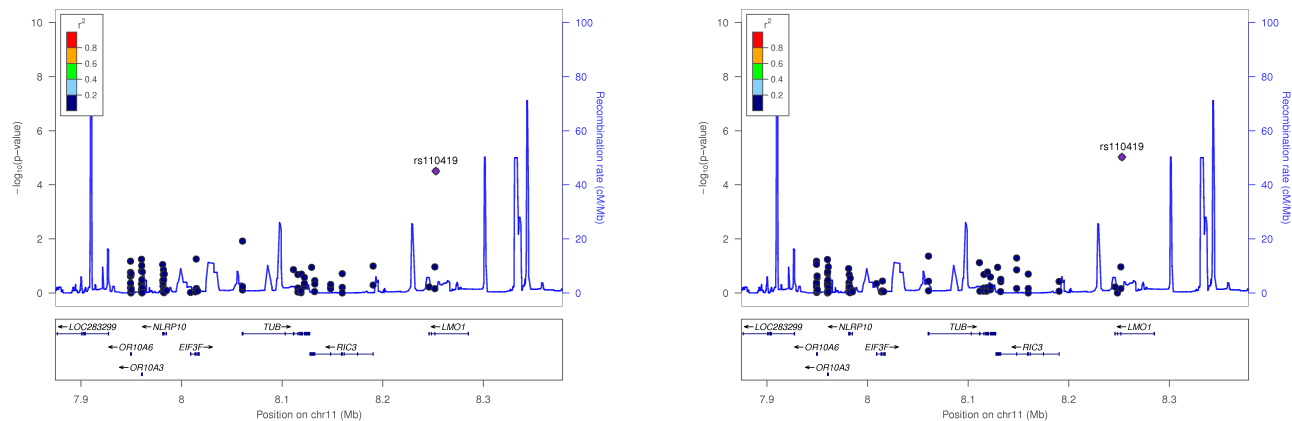 r2
0.8
0.6
0.4
0.2
10
8
6
4
2
0
−log10(p-value)
100
80
60
40
20
0
Recombination rate (cM/Mb)
rs110419
LOC283299
NLRP10
TUB
LMO1
OR10A6
EIF3F
RIC3
OR10A3
7.9
8
8.1
8.2
8.3
Position on chr11 (Mb)
r2
0.8
0.6
0.4
0.2
10
8
6
4
2
0
−log10(p-value)
100
80
60
40
20
0
Recombination rate (cM/Mb)
rs110419
LOC283299
NLRP10
TUB
LMO1
OR10A6
EIF3F
RIC3
OR10A3
7.9
8
8.1
8.2
8.3
Position on chr11 (Mb)